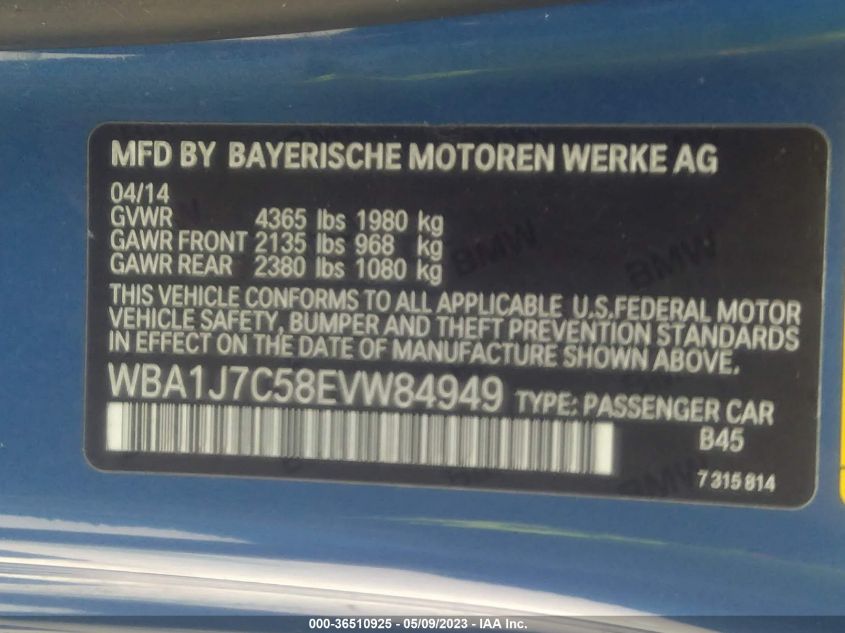 MFD BY BAYERISCHE MOTOREN WERKE AG
04/14
GVWR 4365 lbs 1980 kg
GAWR FRONT 2135 lbs 968 kg
GAWR REAR 2380 lbs 1080 kg
THIS VEHICLE CONFORMS TO ALL APPLICABLE U.S.FEDERAL MOTOR
VEHICLE SAFETY, BUMPER AND THEFT PREVENTION STANDARDS
IN EFFECT ON THE DATE OF MANUFACTURE SHOWN ABOVE.
WBA1J7C58EVW84949 TYPE: PASSENGER CAR
B45
7 315 814
BMW
BMW
000-36510925 - 05/09/2023 - IAA Inc.